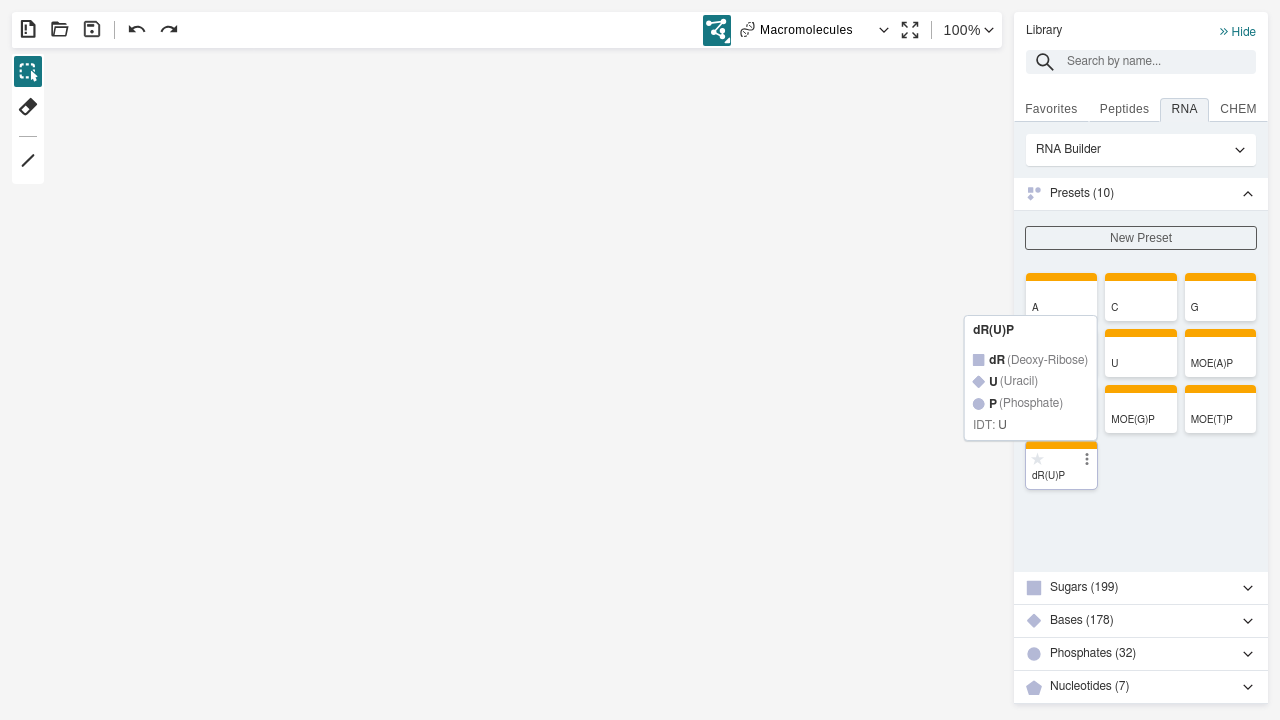 Macromolecules
100%
Library
Hide
Search by name...
Favorites
Peptides
RNA
CHEM
RNA Builder
Presets (10)
New Preset
A
C
G
dR(U)P
dR (Deoxy-Ribose)
U (Uracil)
P (Phosphate)
IDT: U
U
MOE(A)P
MOE(G)P
MOE(T)P
dR(U)P
Sugars (199)
Bases (178)
Phosphates (32)
Nucleotides (7)